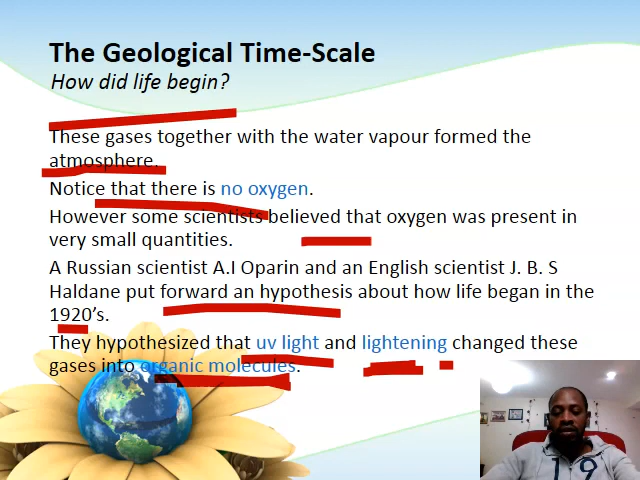 The Geological Time-Scale
How did life begin?
These gases together with the water vapour formed the
atmosphere.
Notice that there is no oxygen.
However some scientists believed that oxygen was present in
very small quantities.
A Russian scientist A.I Oparin and an English scientist J. B. S
Haldane put forward an hypothesis about how life began in the
1920's.
They hypothesized that uv light and lightening changed these
gases into organic molecules.
19